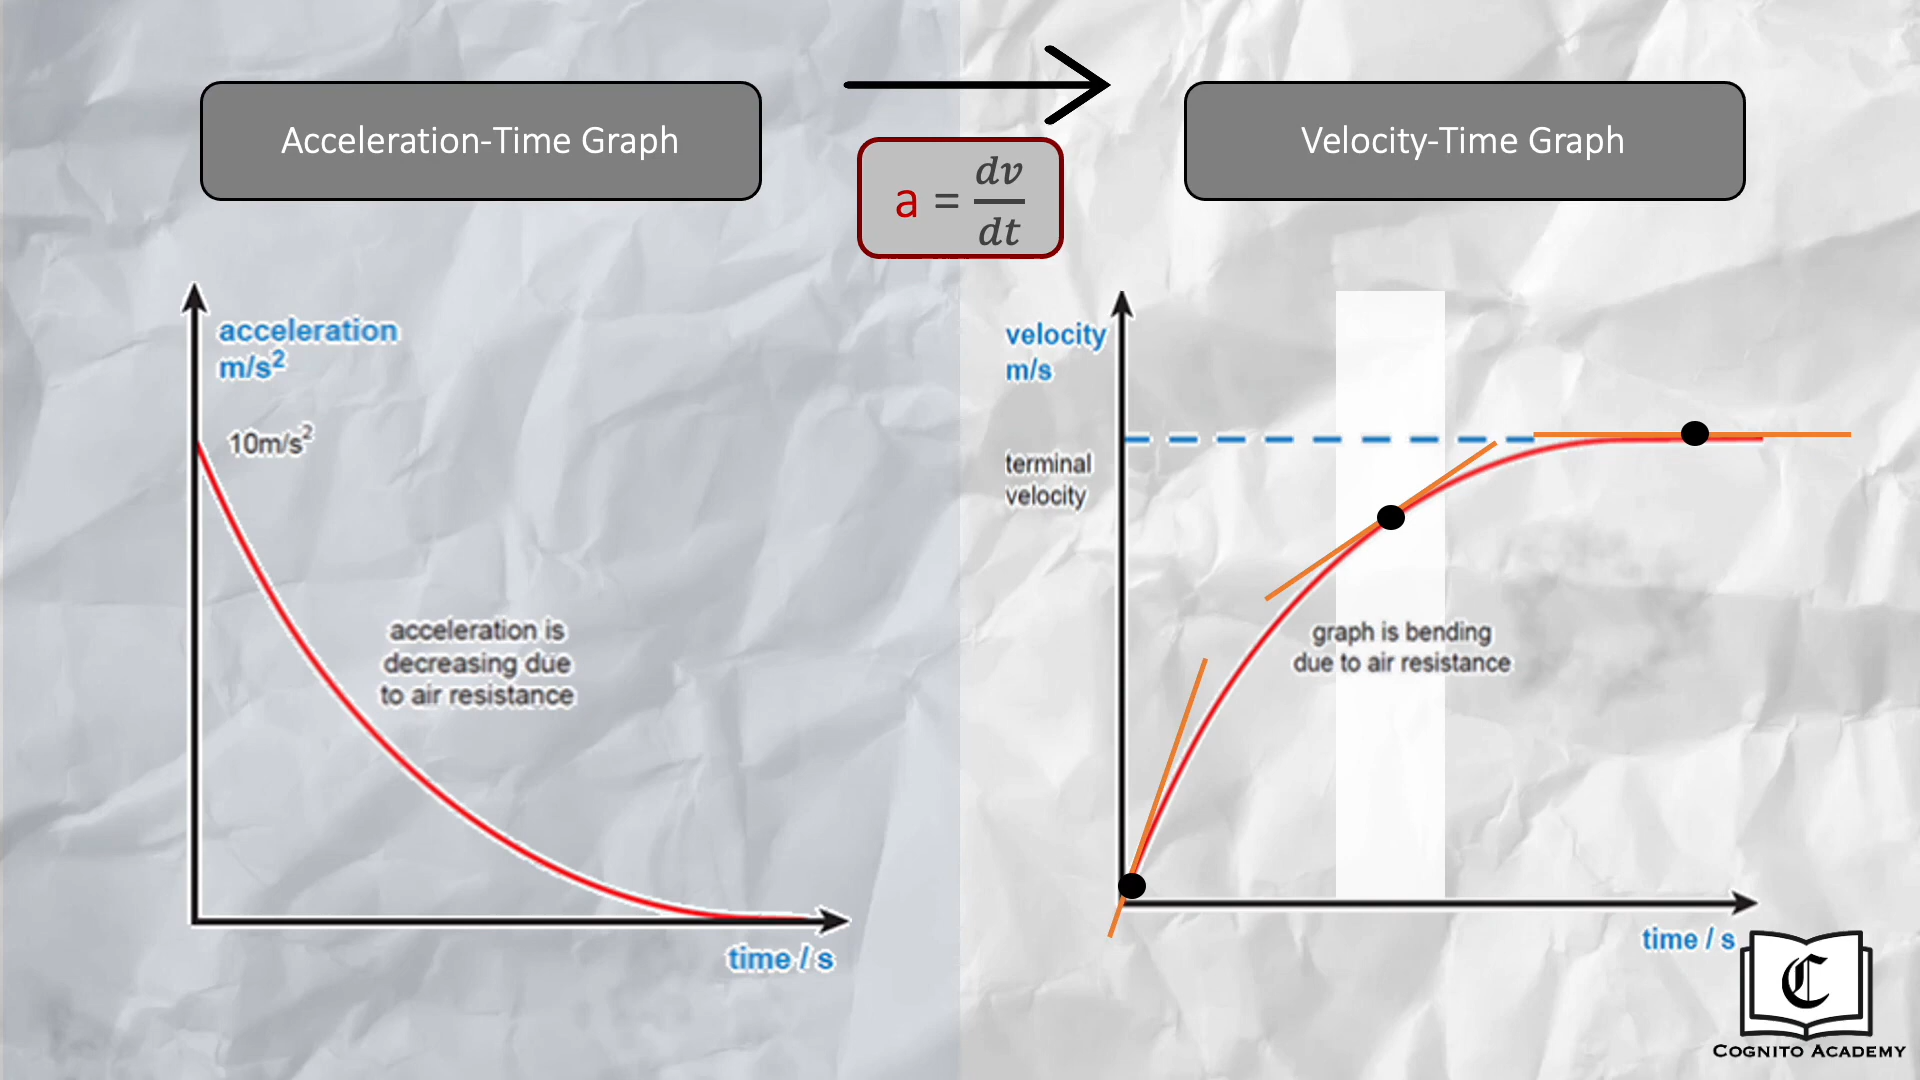 Acceleration-Time Graph
a = dv/dt
Velocity-Time Graph
acceleration
m/s²
10m/s²
acceleration is
decreasing due
to air resistance
time / s
velocity
m/s
terminal
velocity
graph is bending
due to air resistance
time / s
C
COGNITO ACADEMY